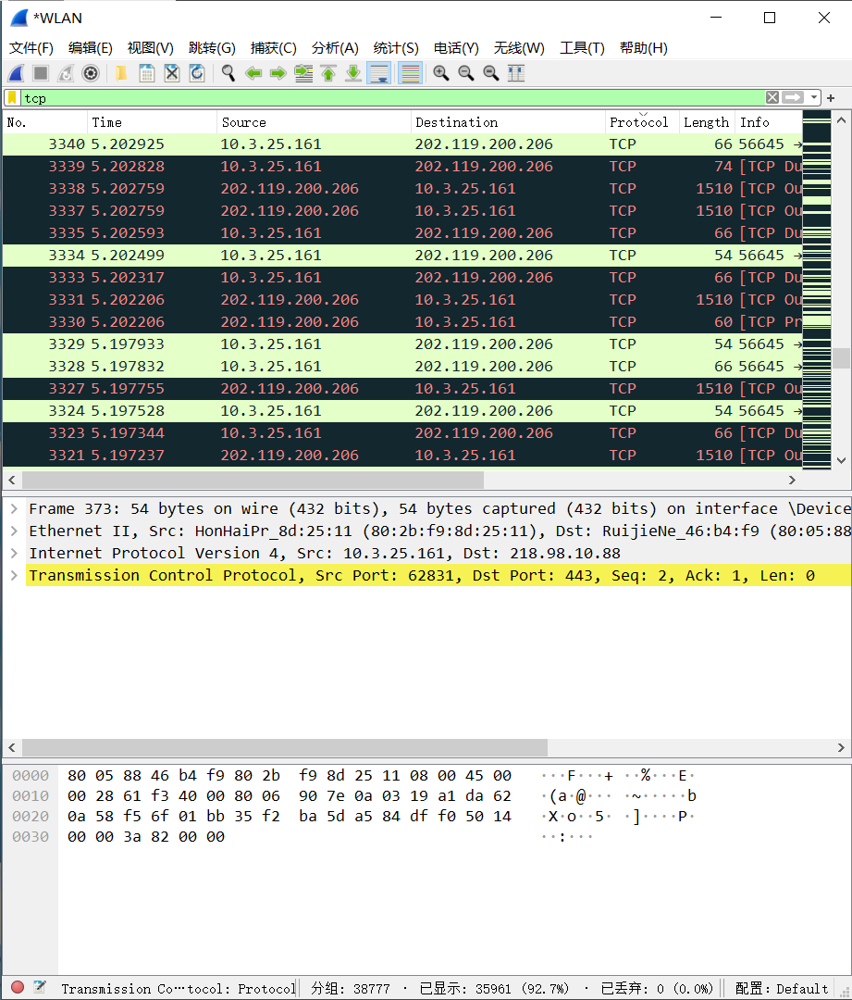 *WLAN
文件(F) 编辑(E) 视图(V) 跳转(G) 捕获(C) 分析(A) 统计(S) 电话(Y) 无线(W) 工具(T) 帮助(H)
tcp
No. Time Source Destination Protocol Length Info
3340 5.202925 10.3.25.161 202.119.200.206 TCP 66 56645 →
3339 5.202828 10.3.25.161 202.119.200.206 TCP 74 [TCP Du
3338 5.202759 202.119.200.206 10.3.25.161 TCP 1510 [TCP Ou
3337 5.202759 202.119.200.206 10.3.25.161 TCP 1510 [TCP Ou
3335 5.202593 10.3.25.161 202.119.200.206 TCP 66 [TCP Du
3334 5.202499 10.3.25.161 202.119.200.206 TCP 54 56645 →
3333 5.202317 10.3.25.161 202.119.200.206 TCP 66 [TCP Du
3331 5.202206 202.119.200.206 10.3.25.161 TCP 1510 [TCP Ou
3330 5.202206 202.119.200.206 10.3.25.161 TCP 60 [TCP Pr
3329 5.197933 10.3.25.161 202.119.200.206 TCP 54 56645 →
3328 5.197832 10.3.25.161 202.119.200.206 TCP 66 56645 →
3327 5.197755 202.119.200.206 10.3.25.161 TCP 1510 [TCP Ou
3324 5.197528 10.3.25.161 202.119.200.206 TCP 54 56645 →
3323 5.197344 10.3.25.161 202.119.200.206 TCP 66 [TCP Du
3321 5.197237 202.119.200.206 10.3.25.161 TCP 1510 [TCP Ou
Frame 373: 54 bytes on wire (432 bits), 54 bytes captured (432 bits) on interface \Device
Ethernet II, Src: HonHaiPr_8d:25:11 (80:2b:f9:8d:25:11), Dst: RuijieNe_46:b4:f9 (80:05:88
Internet Protocol Version 4, Src: 10.3.25.161, Dst: 218.98.10.88
Transmission Control Protocol, Src Port: 62831, Dst Port: 443, Seq: 2, Ack: 1, Len: 0
0000 80 05 88 46 b4 f9 80 2b f9 8d 25 11 08 00 45 00 ···F···+ ··%···E·
0010 00 28 61 f3 40 00 80 06 90 7e 0a 03 19 a1 da 62 ·(a·@··· ·~·····b
0020 0a 58 f5 6f 01 bb 35 f2 ba 5d a5 84 df f0 50 14 ·X·o··5· ·]····P·
0030 00 00 3a 82 00 00 ··:···
Transmission Co…tocol: Protocol 分组: 38777 · 已显示: 35961 (92.7%) · 已丢弃: 0 (0.0%) 配置: Default